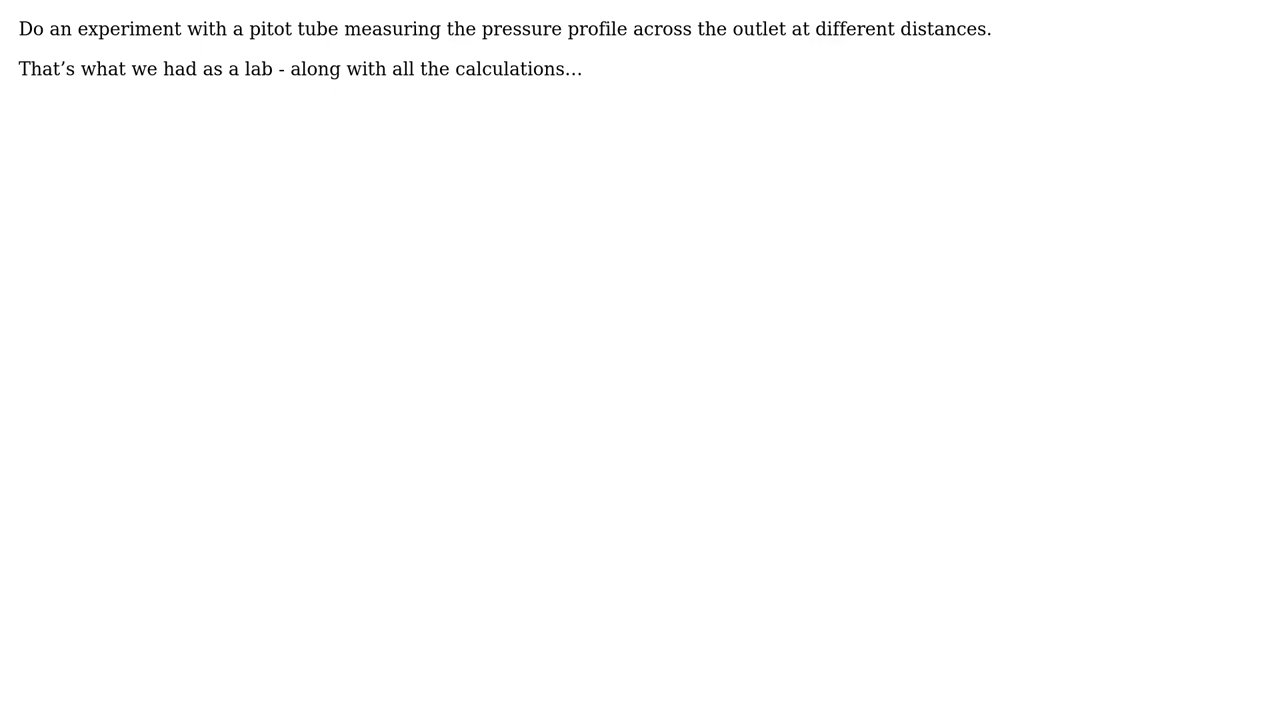 Do an experiment with a pitot tube measuring the pressure profile across the outlet at different distances.
That’s what we had as a lab - along with all the calculations…